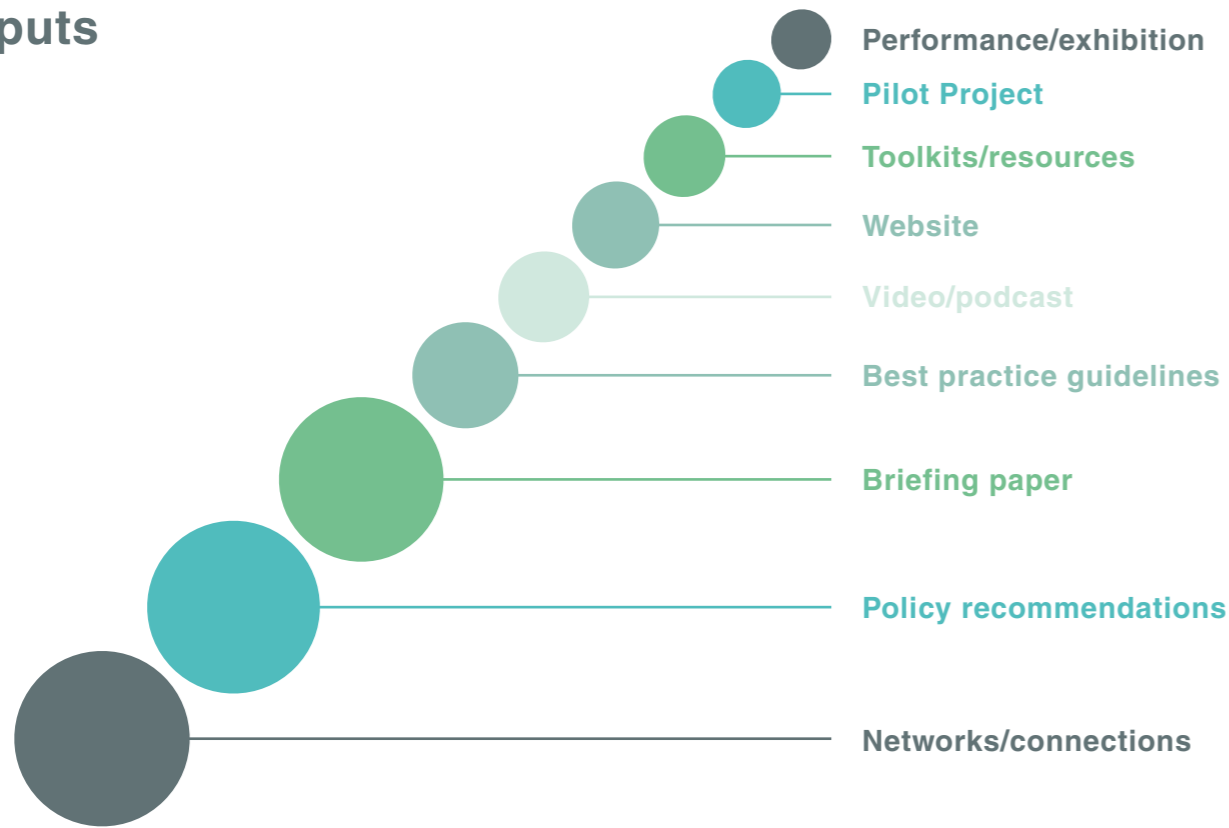 puts
Performance/exhibition
Pilot Project
Toolkits/resources
Website
Video/podcast
Best practice guidelines
Briefing paper
Policy recommendations
Networks/connections